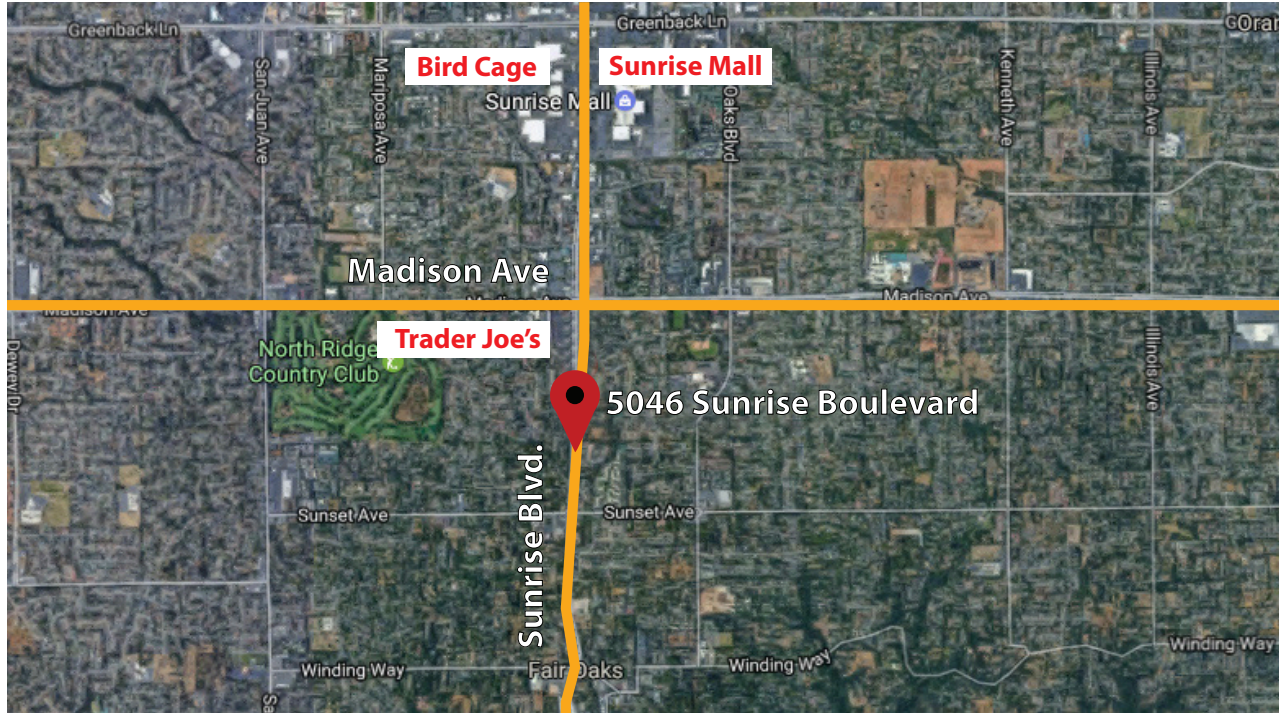 Greenback Ln
Greenback Ln
Bird Cage
Sunrise Mall
Sunrise Mall
San Juan Ave
Mariposa Ave
Oaks Blvd
Kenneth Ave
Illinois Ave
Madison Ave
Madison Ave
Madison Ave
Trader Joe's
North Ridge
Country Club
Dewey Dr
Illinois Ave
5046 Sunrise Boulevard
Sunrise Blvd.
Sunset Ave
Sunset Ave
Winding Way
Fair Oaks
Winding Way
Winding Way